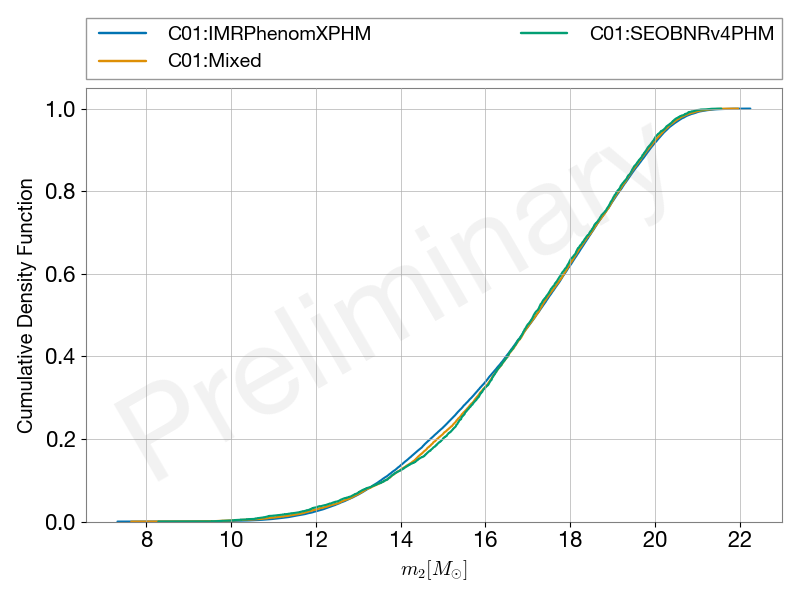 C01:IMRPhenomXPHM
C01:SEOBNRv4PHM
C01:Mixed
1.0
0.8
0.6
0.4
0.2
0.0
Cumulative Density Function
Preliminary
8 10 12 14 16 18 20 22
m₂[M☉]